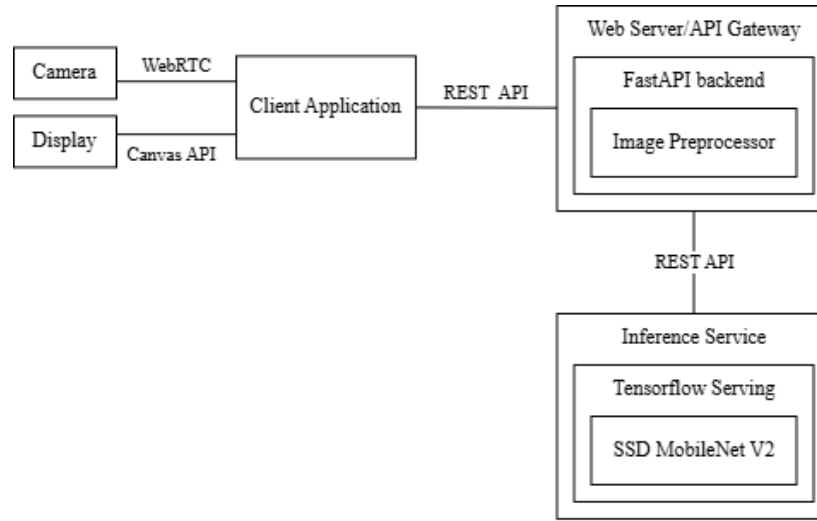 Web Server/API Gateway
Camera
WebRTC
Client Application
REST API
FastAPI backend
Image Preprocessor
Display
Canvas API
REST API
Inference Service
Tensorflow Serving
SSD MobileNet V2